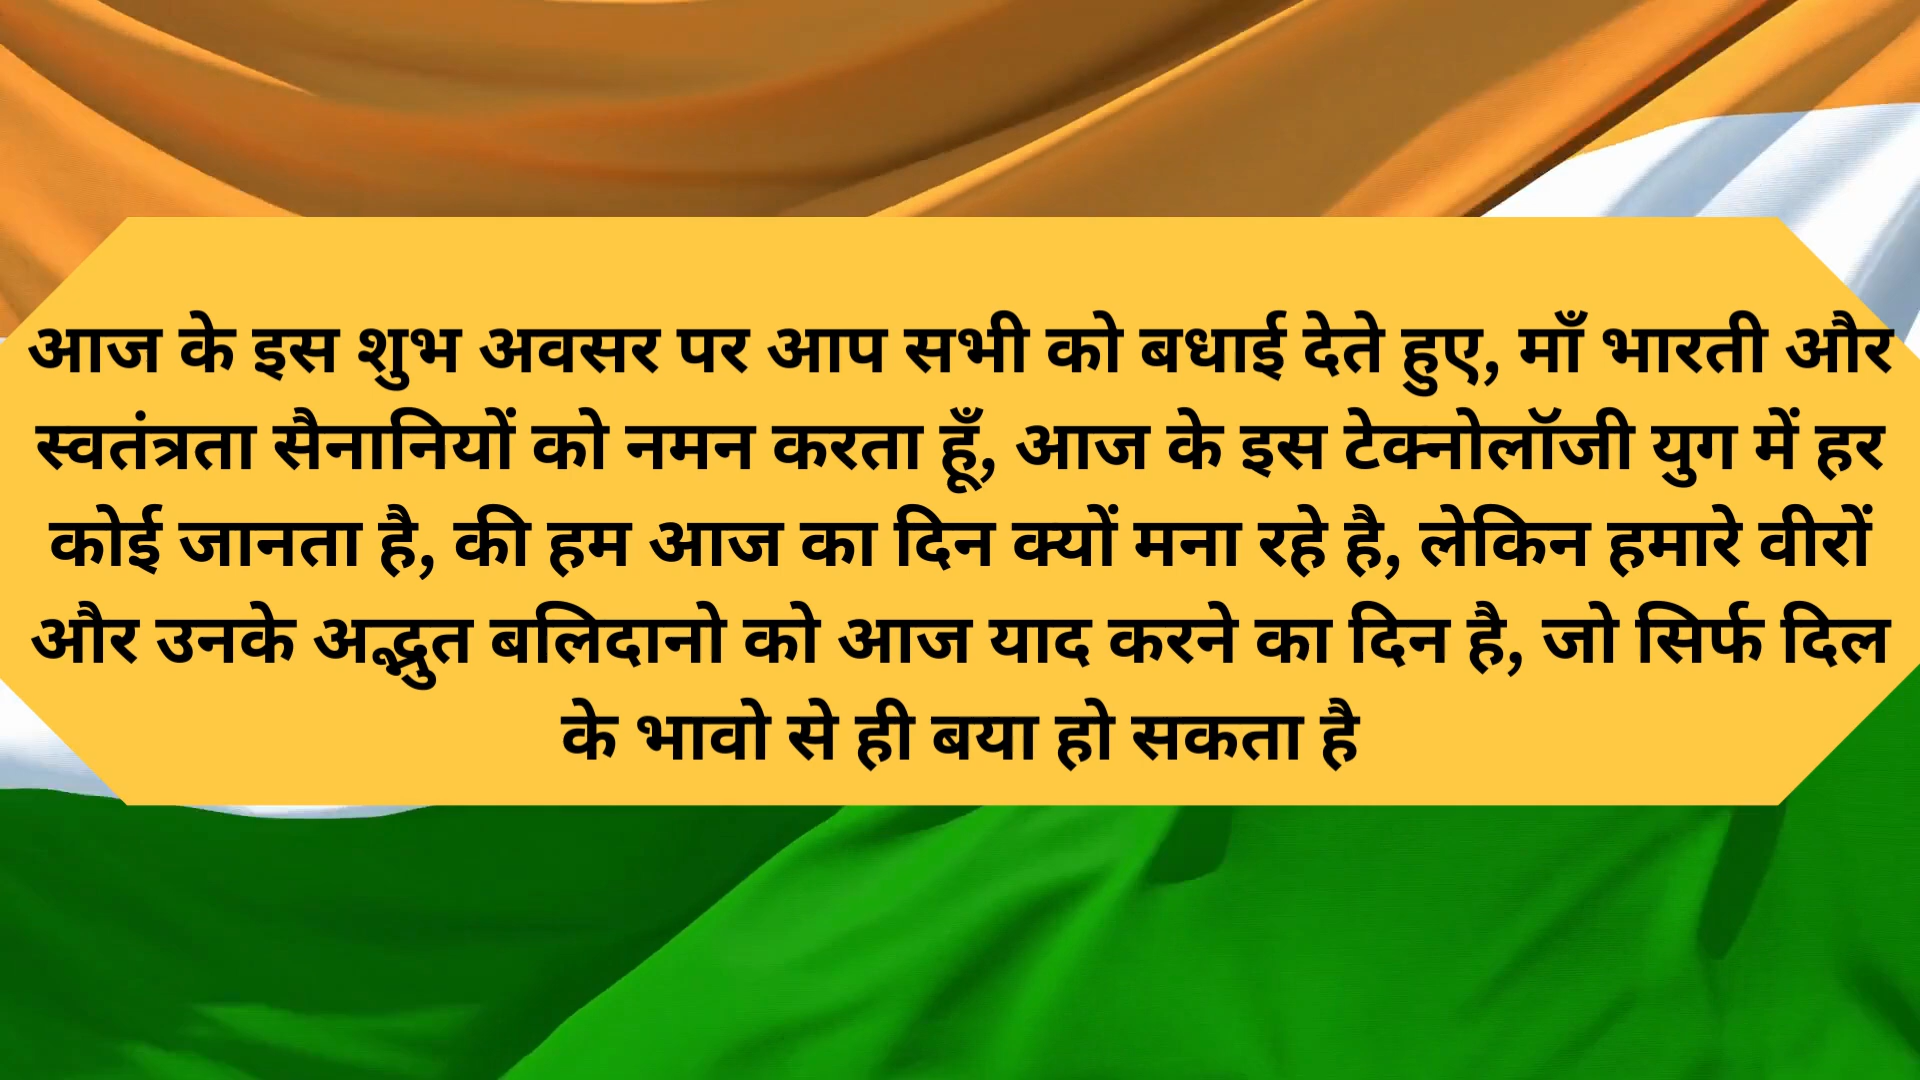 आज के इस शुभ अवसर पर आप सभी को बधाई देते हुए, माँ भारती और
स्वतंत्रता सैनानियों को नमन करता हूँ, आज के इस टेक्नोलॉजी युग में हर
कोई जानता है, की हम आज का दिन क्यों मना रहे है, लेकिन हमारे वीरों
और उनके अद्भुत बलिदानो को आज याद करने का दिन है, जो सिर्फ दिल
के भावो से ही बया हो सकता है